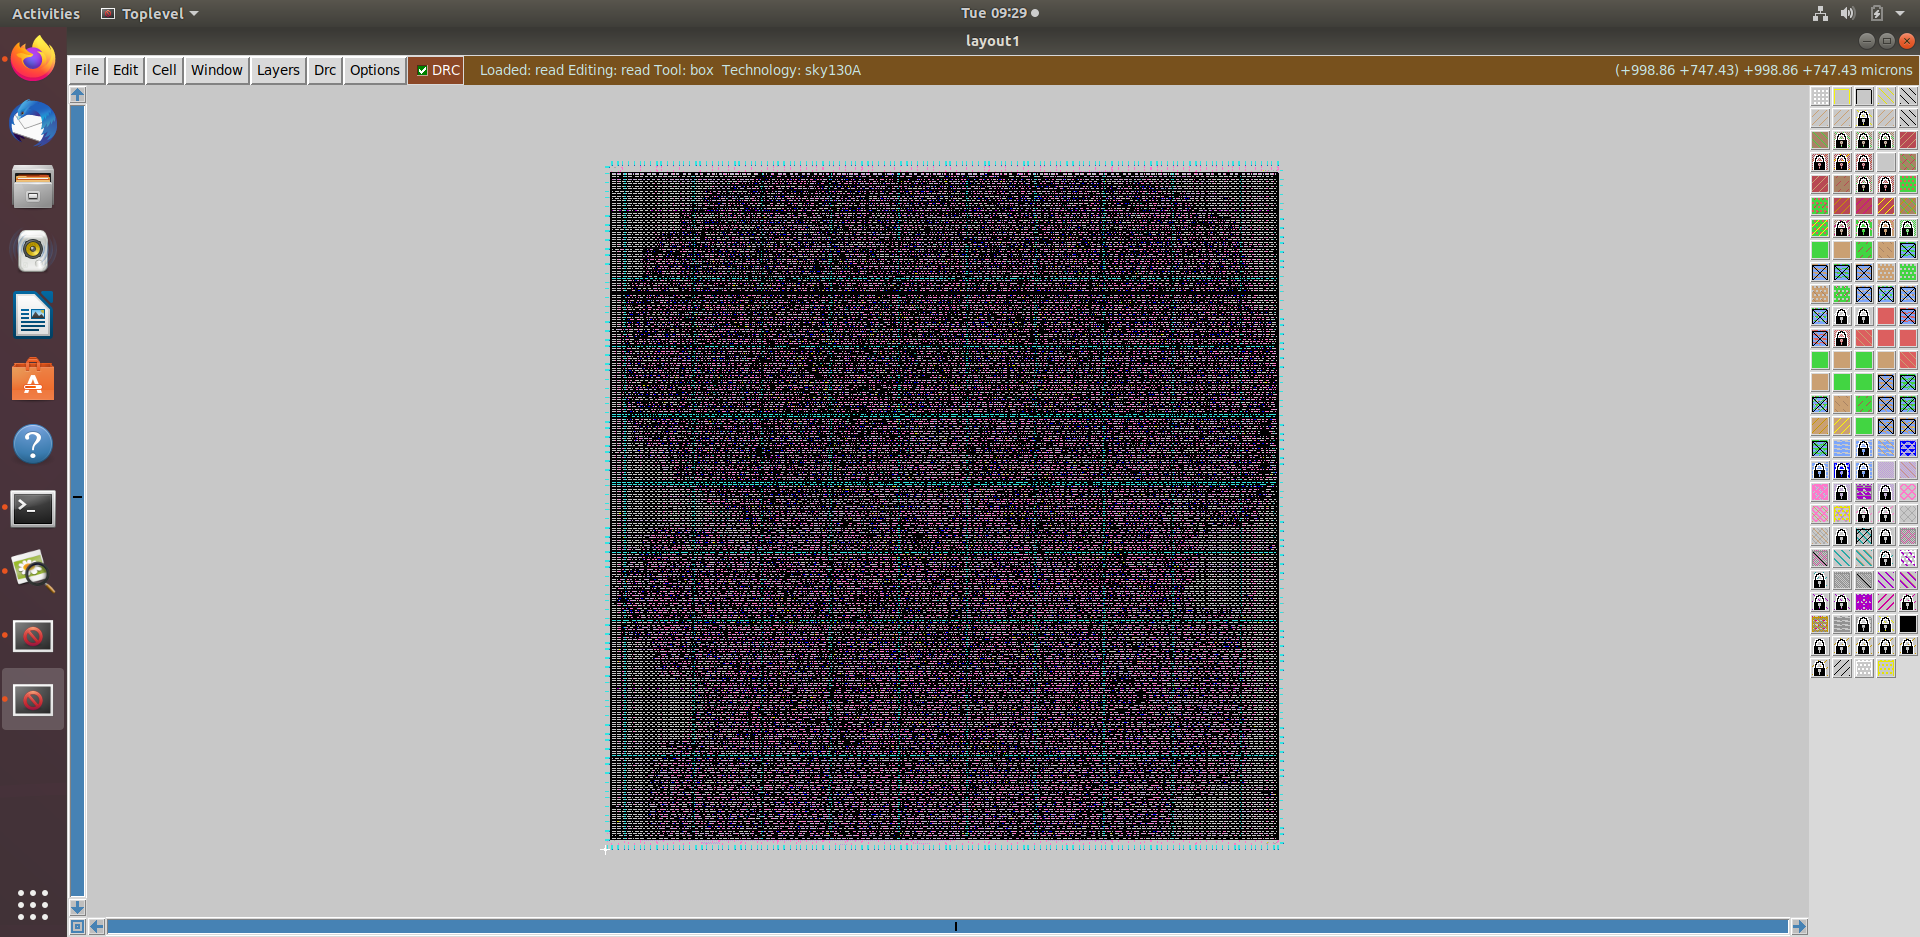 Activities Toplevel Tue 09:29
layout1
File Edit Cell Window Layers Drc Options DRC Loaded: read Editing: read Tool: box Technology: sky130A (+998.86 +747.43) +998.86 +747.43 microns